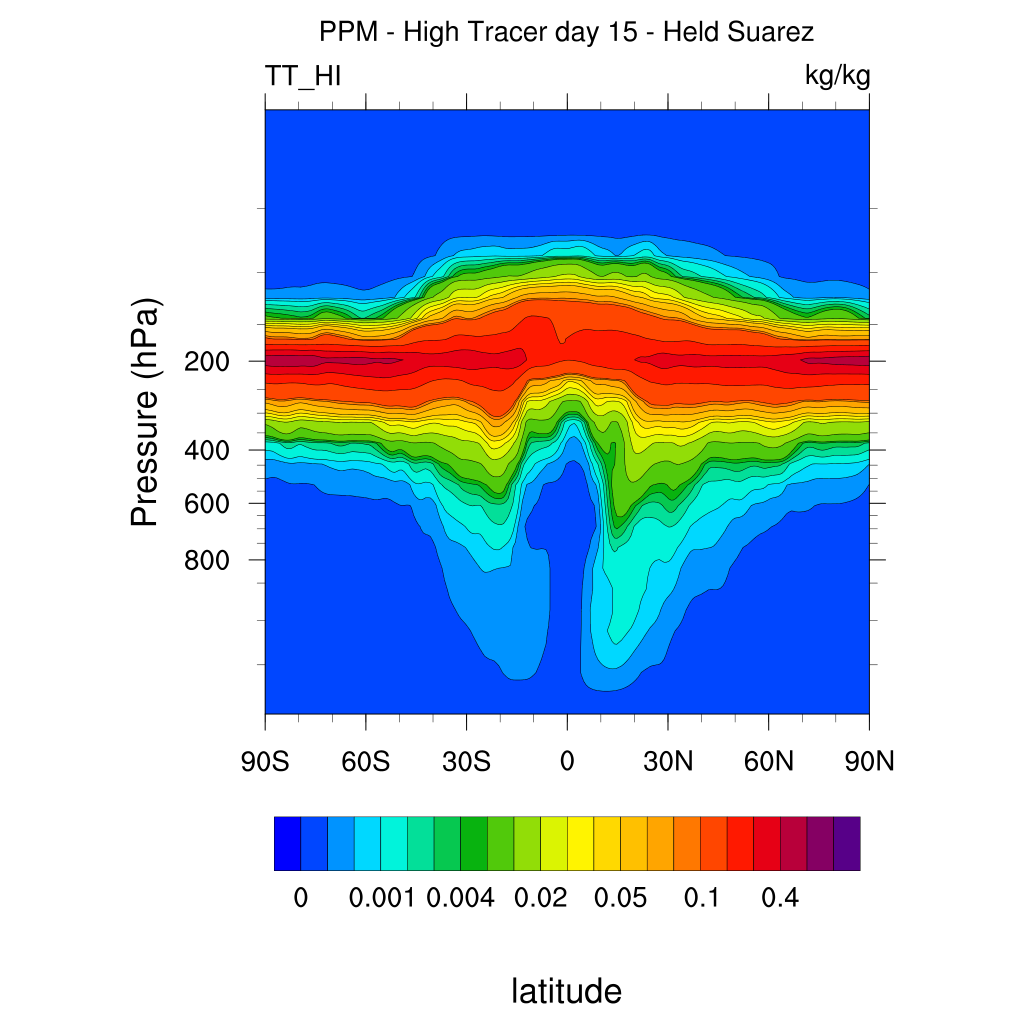 PPM - High Tracer day 15 - Held Suarez
TT_HI kg/kg
Pressure (hPa)
200
400
600
800
90S 60S 30S 0 30N 60N 90N
0 0.001 0.004 0.02 0.05 0.1 0.4
latitude